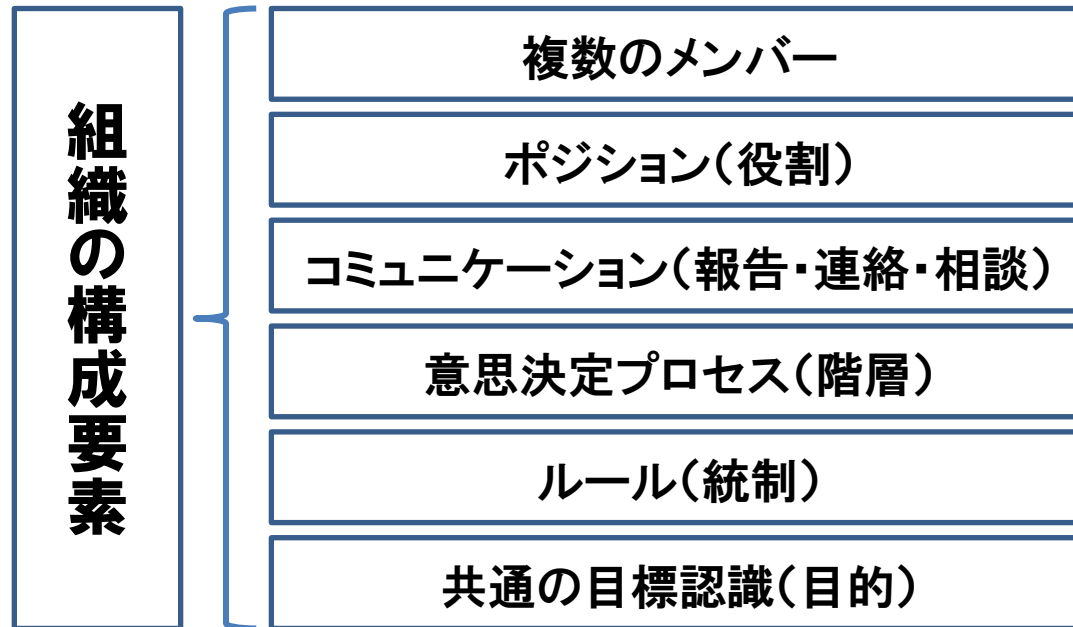 組織の構成要素
複数のメンバー
ポジション（役割）
コミュニケーション（報告・連絡・相談）
意思決定プロセス（階層）
ルール（統制）
共通の目標認識（目的）